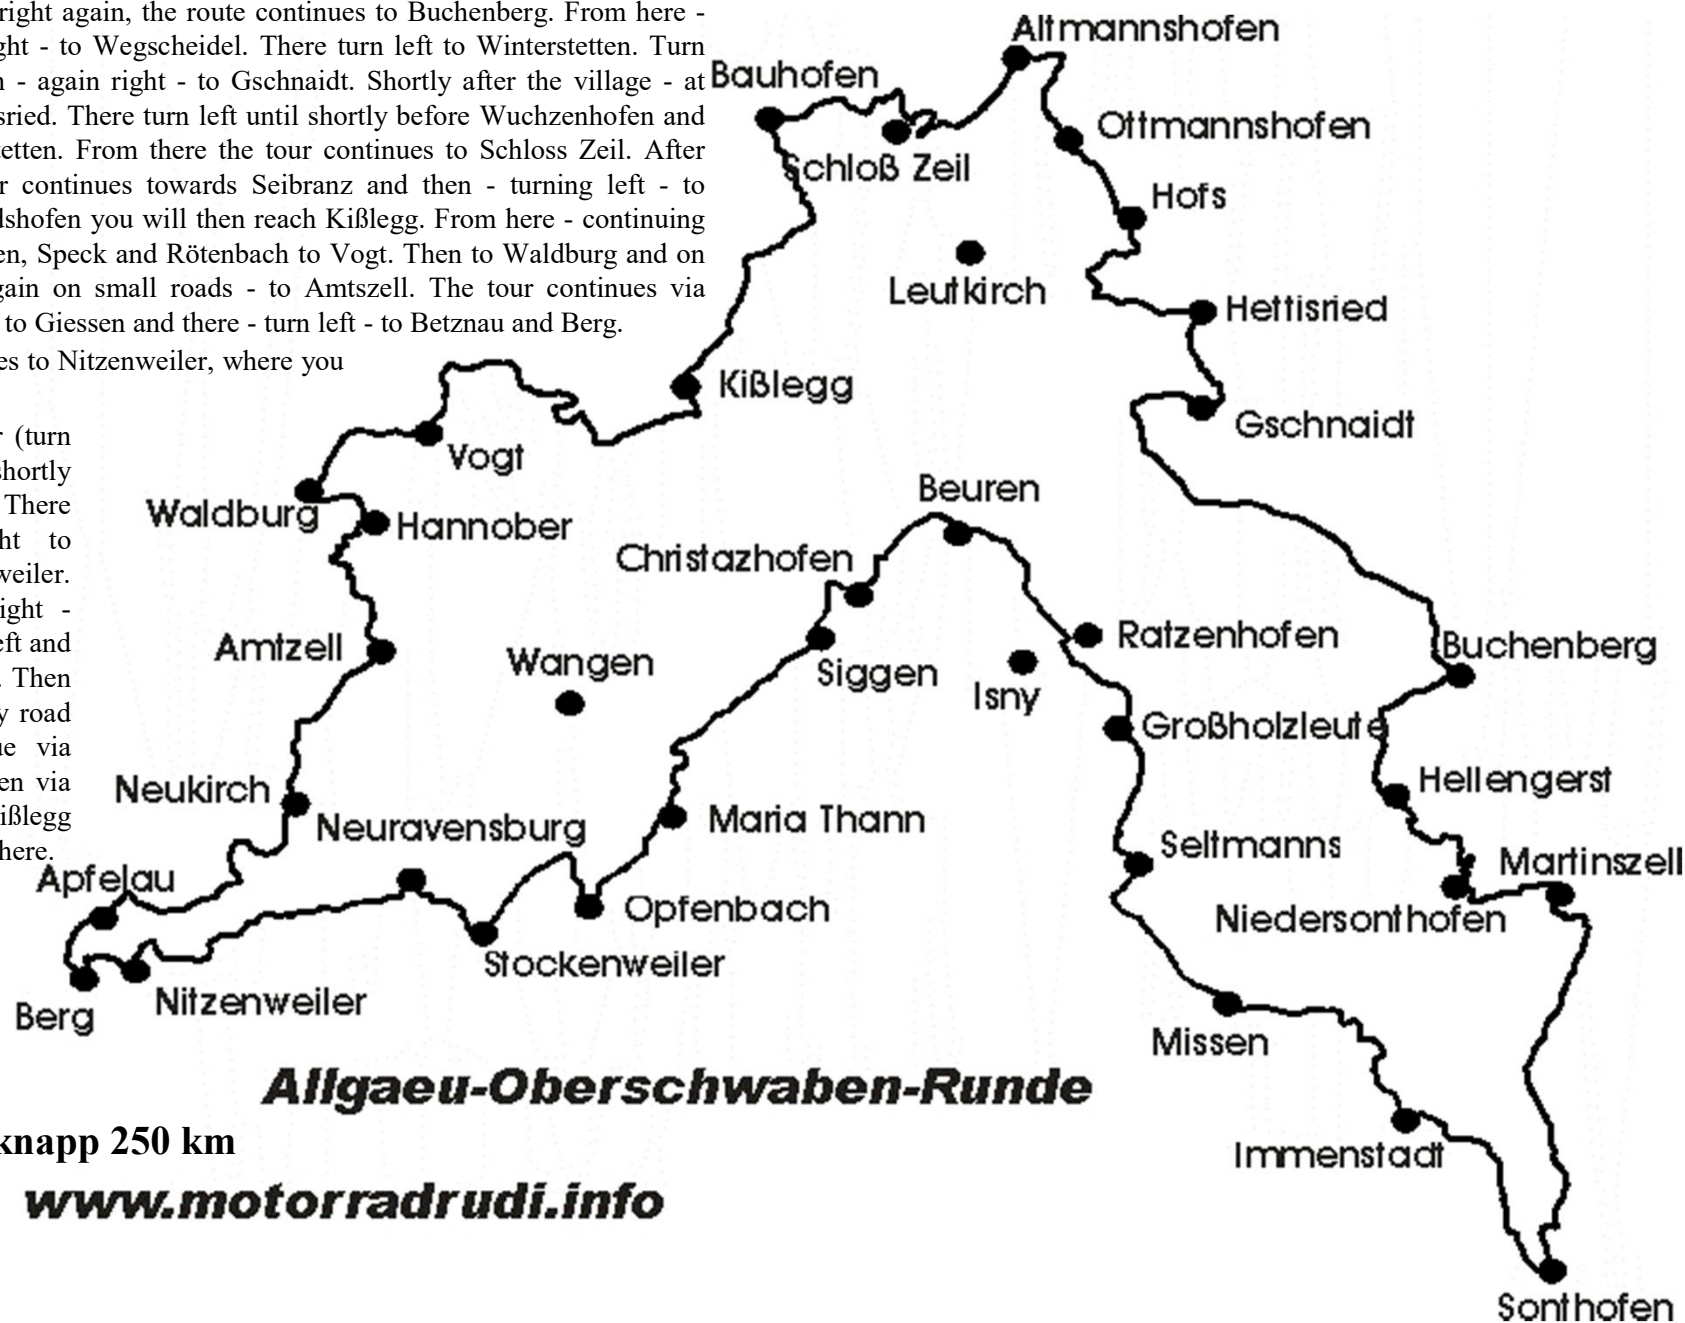 right again, the route continues to Buchenberg. From here -
ght - to Wegscheidel. There turn left to Winterstetten. Turn
n - again right - to Gschnaidt. Shortly after the village - at
sried. There turn left until shortly before Wuchzenhofen and
tetten. From there the tour continues to Schloss Zeil. After
r continues towards Seibranz and then - turning left - to
dshofen you will then reach Kißlegg. From here - continuing
en, Speck and Rötenbach to Vogt. Then to Waldburg and on
gain on small roads - to Amtszell. The tour continues via
to Giessen and there - turn left - to Betznau and Berg.
es to Nitzenweiler, where you
r (turn
shortly
There
ht to
weiler.
ight -
eft and
. Then
y road
ue via
en via
ißlegg
here.
Altmannshofen
Bauhofen
Ottmannshofen
Schloß Zeil
Hofs
Leutkirch
Hettisried
Kißlegg
Gschnaidt
Vogt
Beuren
Waldburg
Hannober
Christazhofen
Ratzenhofen
Buchenberg
Amtzell
Wangen
Siggen
Isny
Großholzleute
Hellengerst
Neukirch
Neuravensburg
Maria Thann
Seltmanns
Martinszell
Apfelau
Opfenbach
Niedersonthofen
Stockenweiler
Nitzenweiler
Berg
Missen
Allgaeu-Oberschwaben-Runde
knapp 250 km
Immenstadt
www.motorradrudi.info
Sonthofen